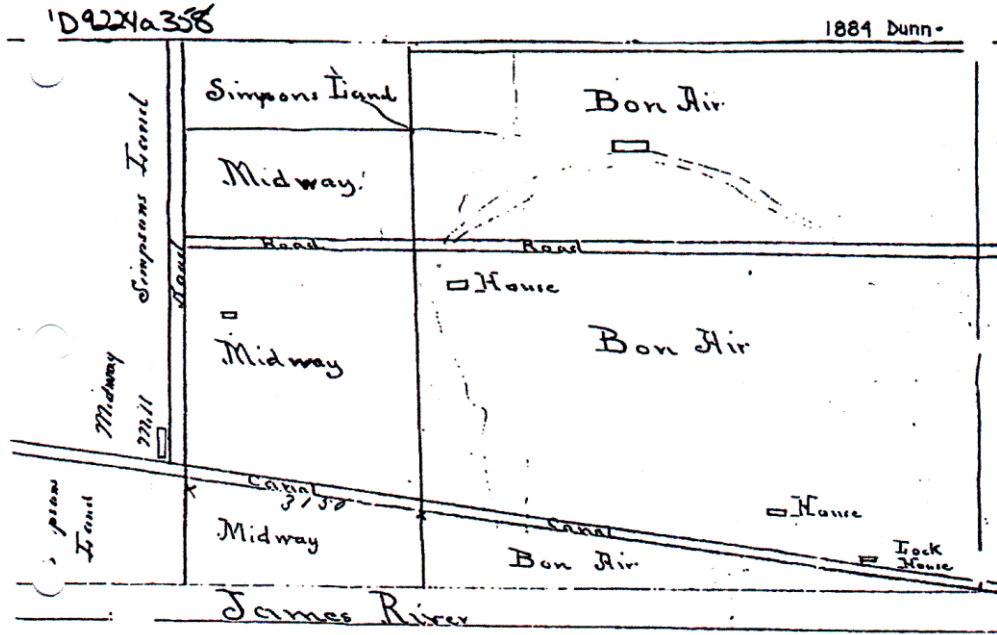 1884 Dunn-
Simpsons Land
Bon Air
Simpsons Land
Midway
Road
Road
Road
House
Midway
Bon Air
Midway
Mill
Canal
3150
House
Canal
Land
Midway
Bon Air
Lock
House
James River